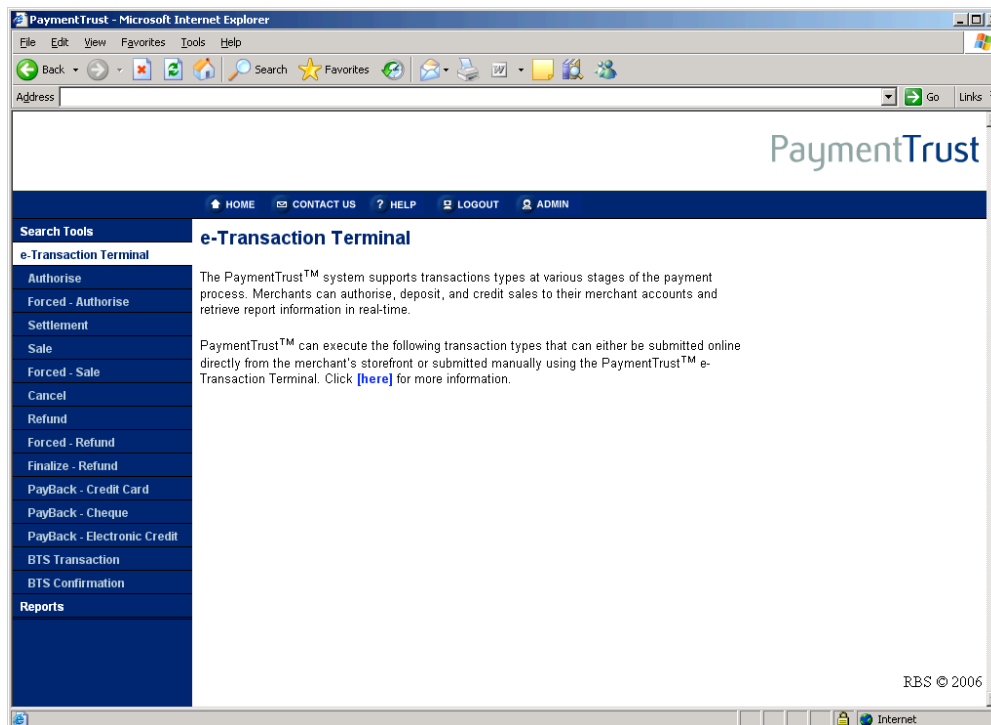 PaymentTrust - Microsoft Internet Explorer
File Edit View Favorites Tools Help
Back Search Favorites
Address Go Links
PaymentTrust
HOME CONTACT US ? HELP LOGOUT ADMIN
Search Tools
e-Transaction Terminal
Authorise
Forced - Authorise
Settlement
Sale
Forced - Sale
Cancel
Refund
Forced - Refund
Finalize - Refund
PayBack - Credit Card
PayBack - Cheque
PayBack - Electronic Credit
BTS Transaction
BTS Confirmation
Reports
e-Transaction Terminal
The PaymentTrust™ system supports transactions types at various stages of the payment
process. Merchants can authorise, deposit, and credit sales to their merchant accounts and
retrieve report information in real-time.
PaymentTrust™ can execute the following transaction types that can either be submitted online
directly from the merchant's storefront or submitted manually using the PaymentTrust™ e-
Transaction Terminal. Click [here] for more information.
RBS © 2006
Internet